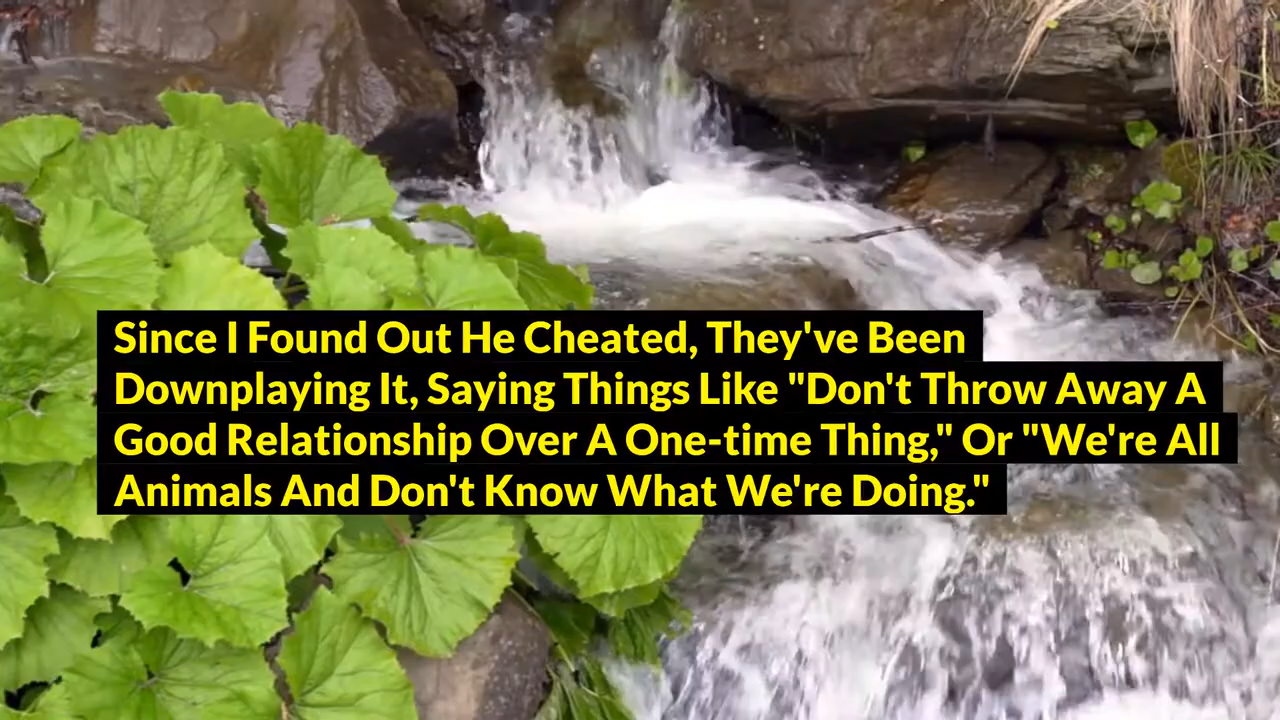 Since I Found Out He Cheated, They've Been
Downplaying It, Saying Things Like "Don't Throw Away A
Good Relationship Over A One-time Thing," Or "We're All
Animals And Don't Know What We're Doing."